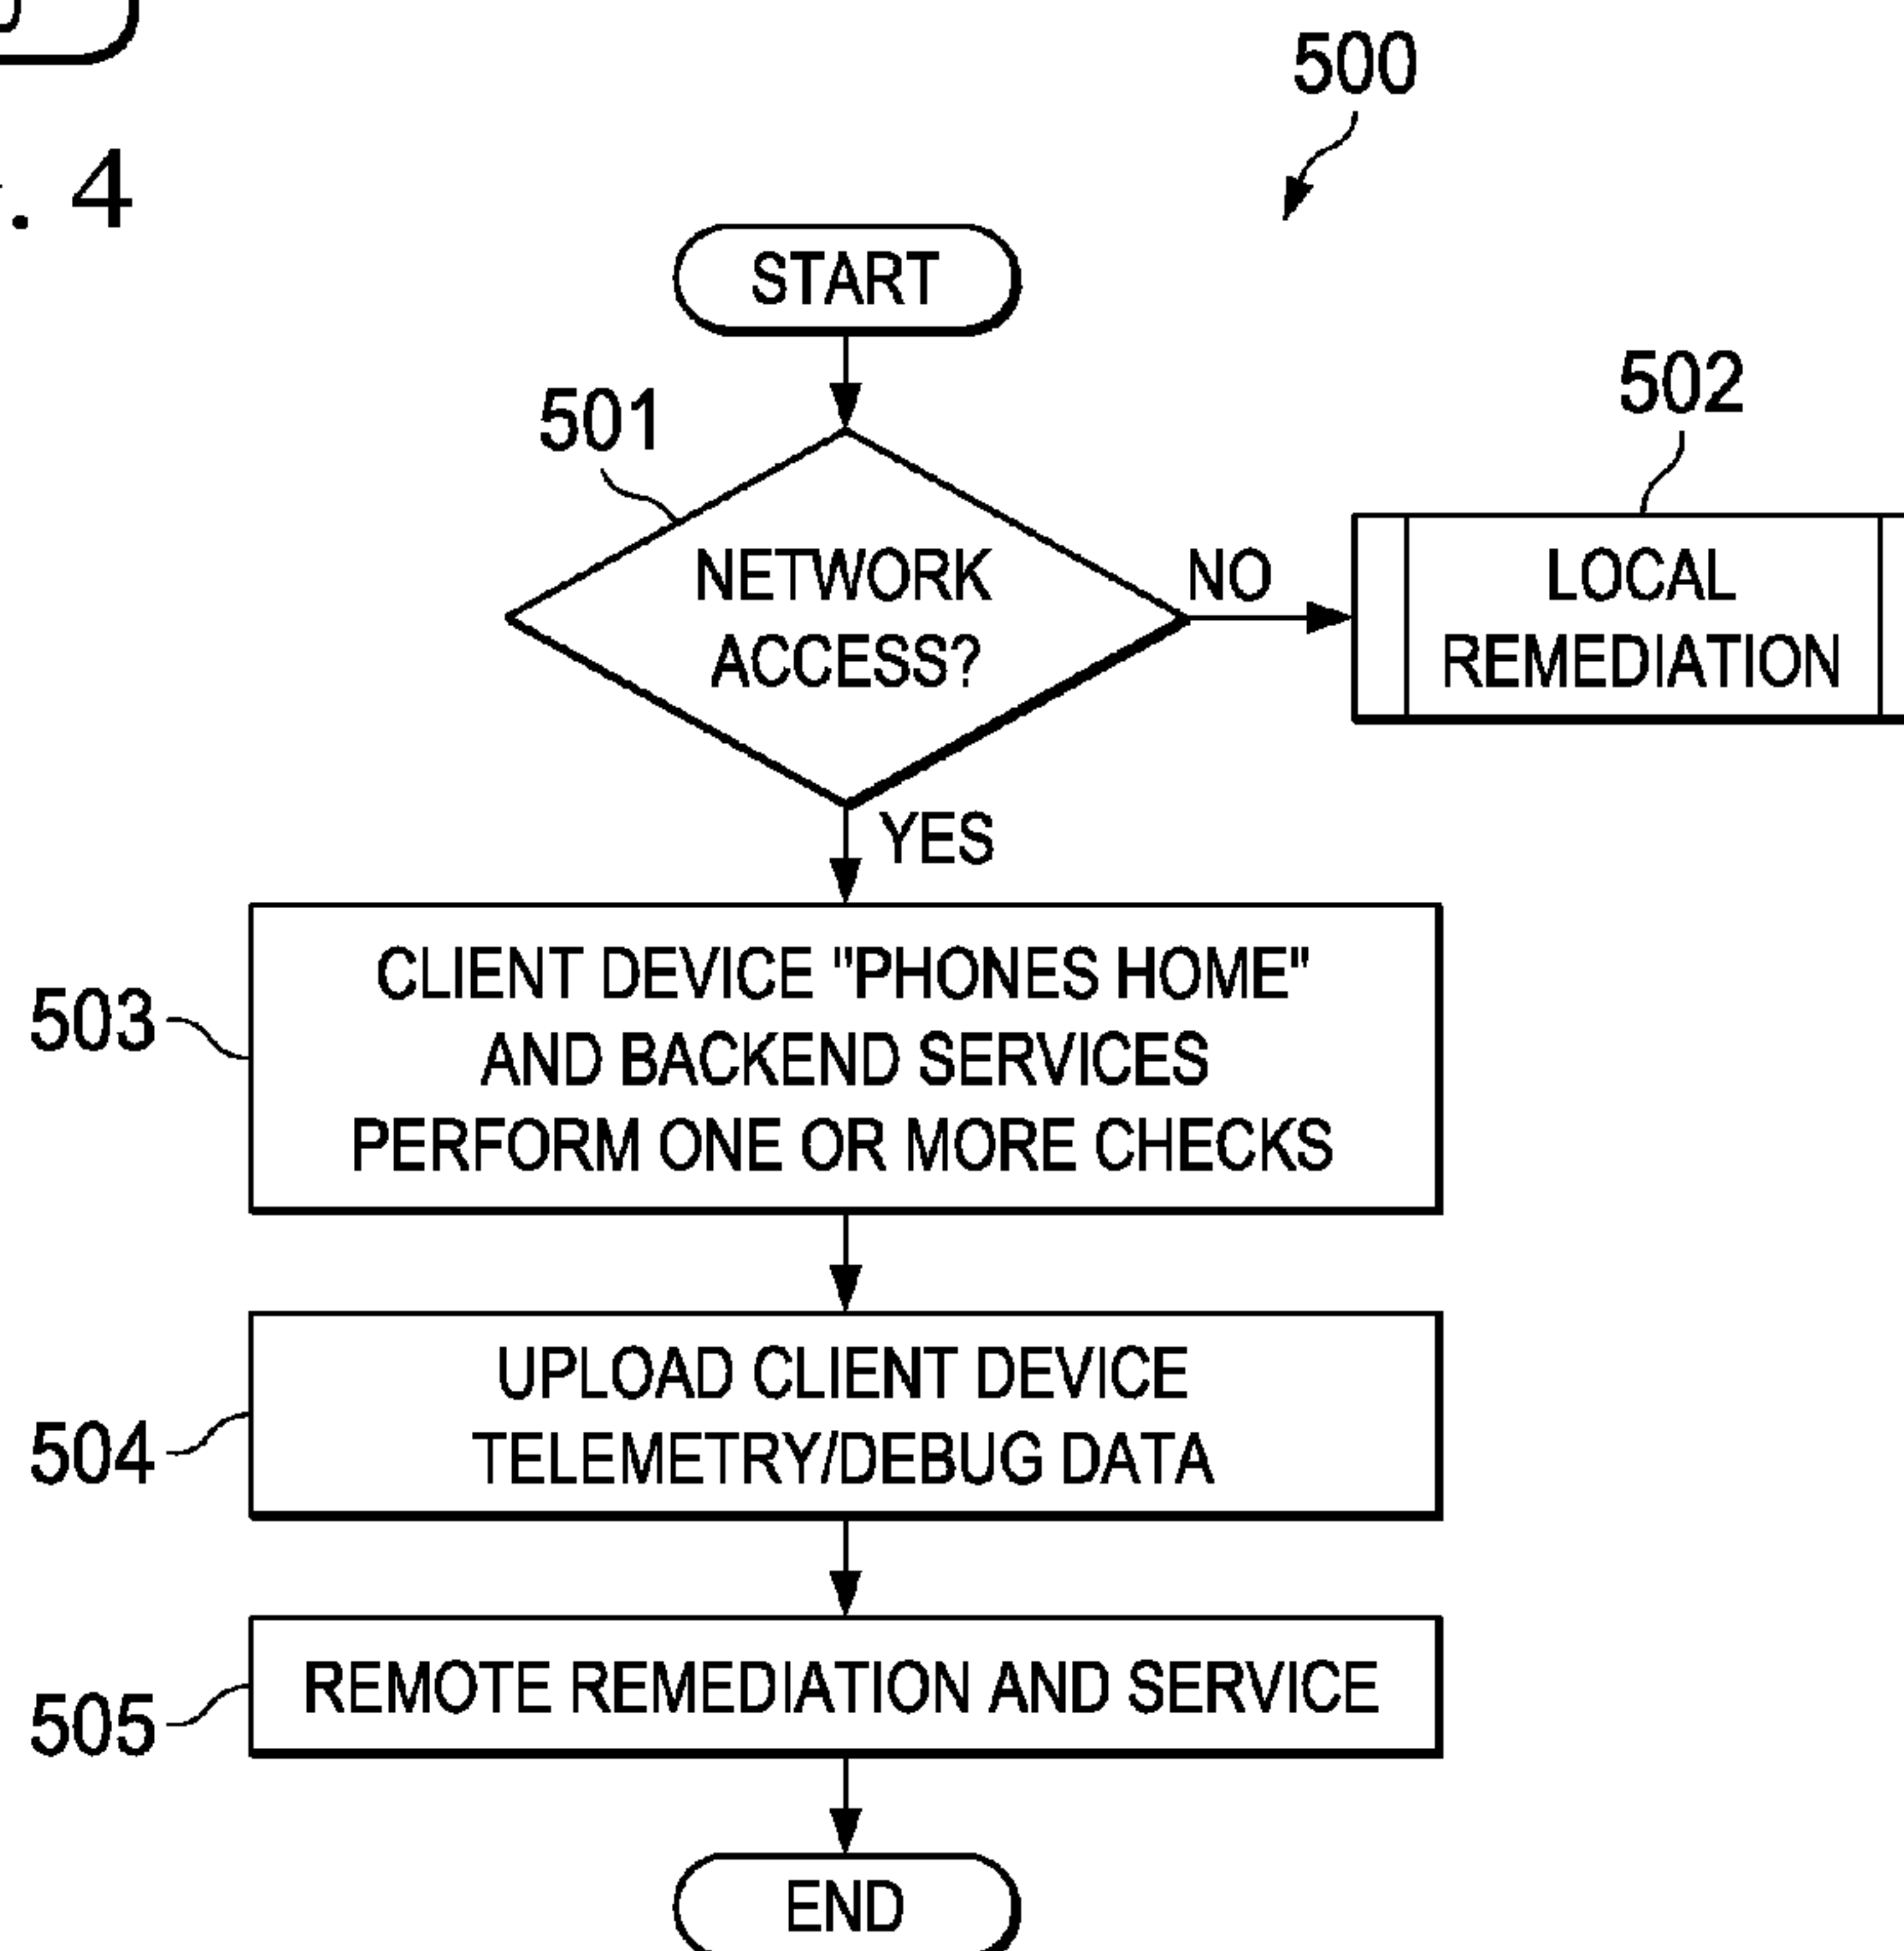 500
. 4
START
501
502
NETWORK
ACCESS?
NO
LOCAL
REMEDIATION
YES
503
CLIENT DEVICE "PHONES HOME"
AND BACKEND SERVICES
PERFORM ONE OR MORE CHECKS
504
UPLOAD CLIENT DEVICE
TELEMETRY/DEBUG DATA
505
REMOTE REMEDIATION AND SERVICE
END